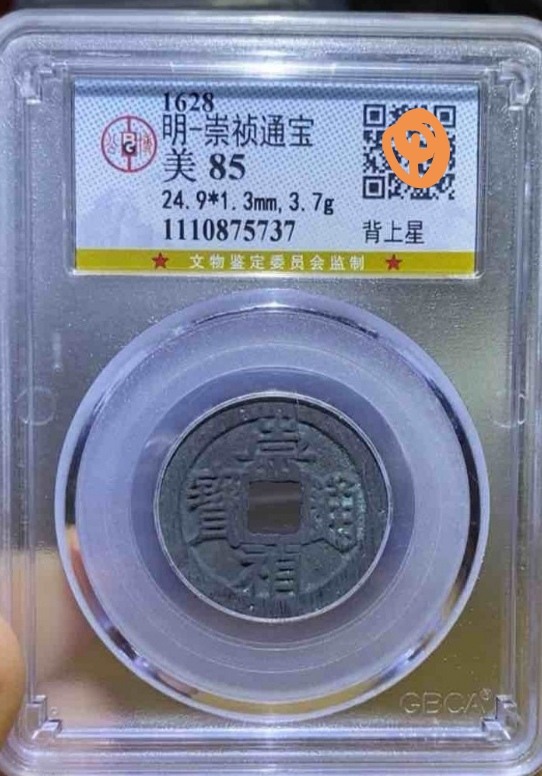 1628
明-崇祯通宝
美 85
24.9*1.3mm,3.7g
1110875737
背上星
★ 文物鉴定委员会监制 ★
崇
寶 通
禎
GBCA